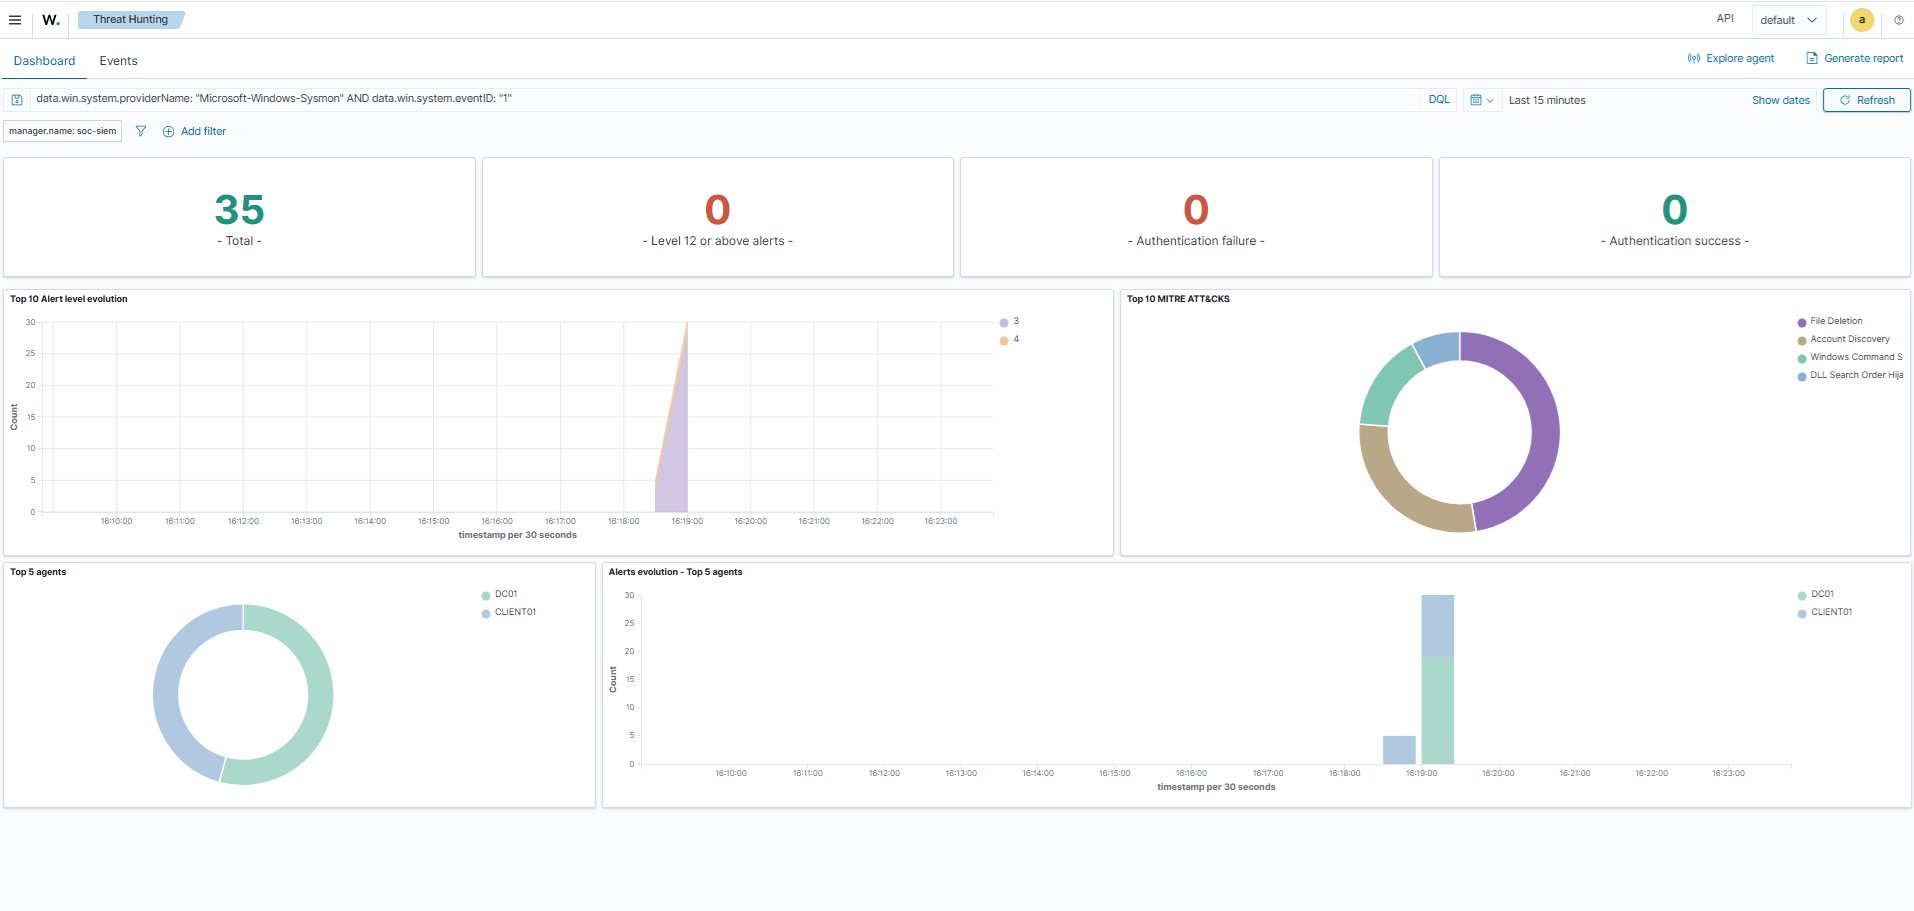 W. Threat Hunting API default a
Dashboard Events Explore agent Generate report
data.win.system.providerName: "Microsoft-Windows-Sysmon" AND data.win.system.eventID: "1" DQL Last 15 minutes Show dates Refresh
manager.name: soc-siem Add filter
35
- Total -
0
- Level 12 or above alerts -
0
- Authentication failure -
0
- Authentication success -
Top 10 Alert level evolution
30
25
20
15
10
5
0
Count
16:10:00 16:11:00 16:12:00 16:13:00 16:14:00 16:15:00 16:16:00 16:17:00 16:18:00 16:19:00 16:20:00 16:21:00 16:22:00 16:23:00
timestamp per 30 seconds
3
4
Top 10 MITRE ATT&CKS
File Deletion
Account Discovery
Windows Command S
DLL Search Order Hija
Top 5 agents
DC01
CLIENT01
Alerts evolution - Top 5 agents
30
25
20
15
10
5
0
Count
16:10:00 16:11:00 16:12:00 16:13:00 16:14:00 16:15:00 16:16:00 16:17:00 16:18:00 16:19:00 16:20:00 16:21:00 16:22:00 16:23:00
timestamp per 30 seconds
DC01
CLIENT01